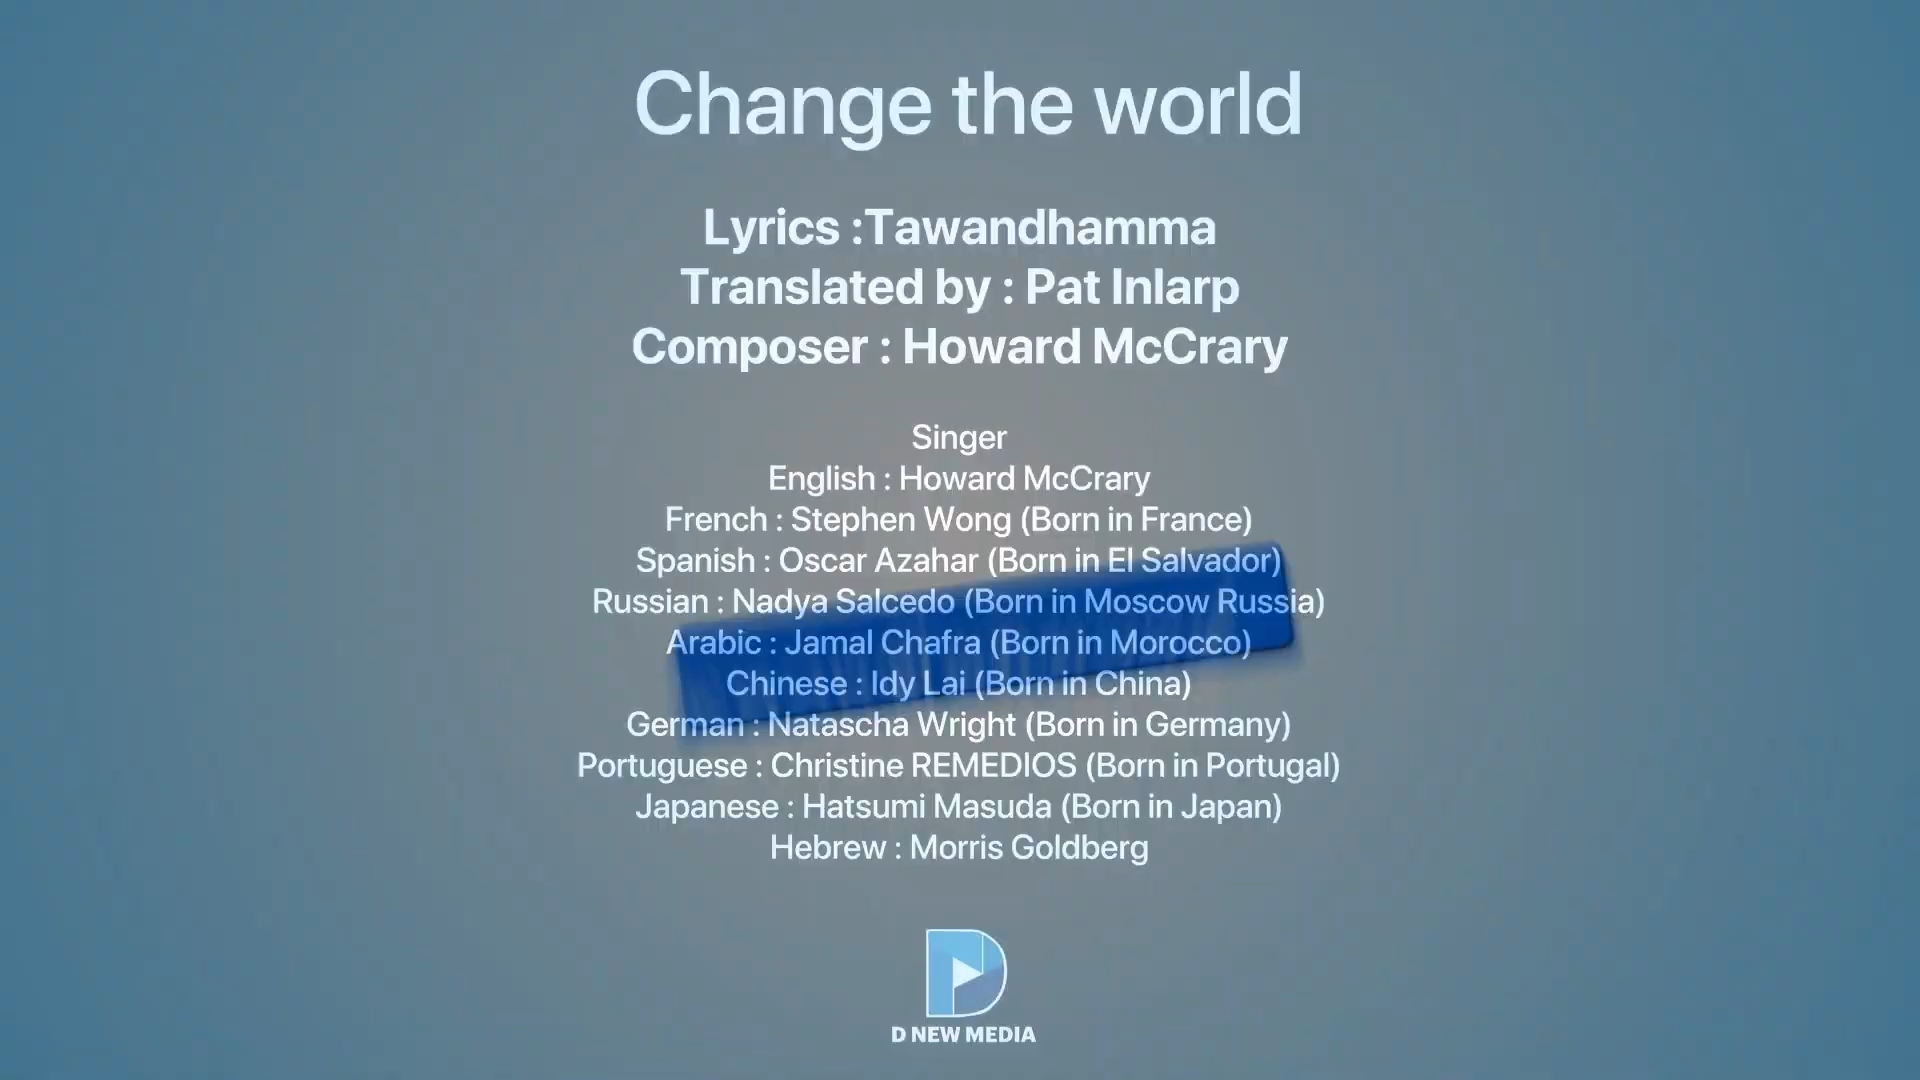 Change the world
Lyrics :Tawandhamma
Translated by : Pat Inlarp
Composer : Howard McCrary
Singer
English : Howard McCrary
French : Stephen Wong (Born in France)
Spanish : Oscar Azahar (Born in El Salvador)
Russian : Nadya Salcedo (Born in Moscow Russia)
Arabic : Jamal Chafra (Born in Morocco)
Chinese : Idy Lai (Born in China)
German : Natascha Wright (Born in Germany)
Portuguese : Christine REMEDIOS (Born in Portugal)
Japanese : Hatsumi Masuda (Born in Japan)
Hebrew : Morris Goldberg
D NEW MEDIA